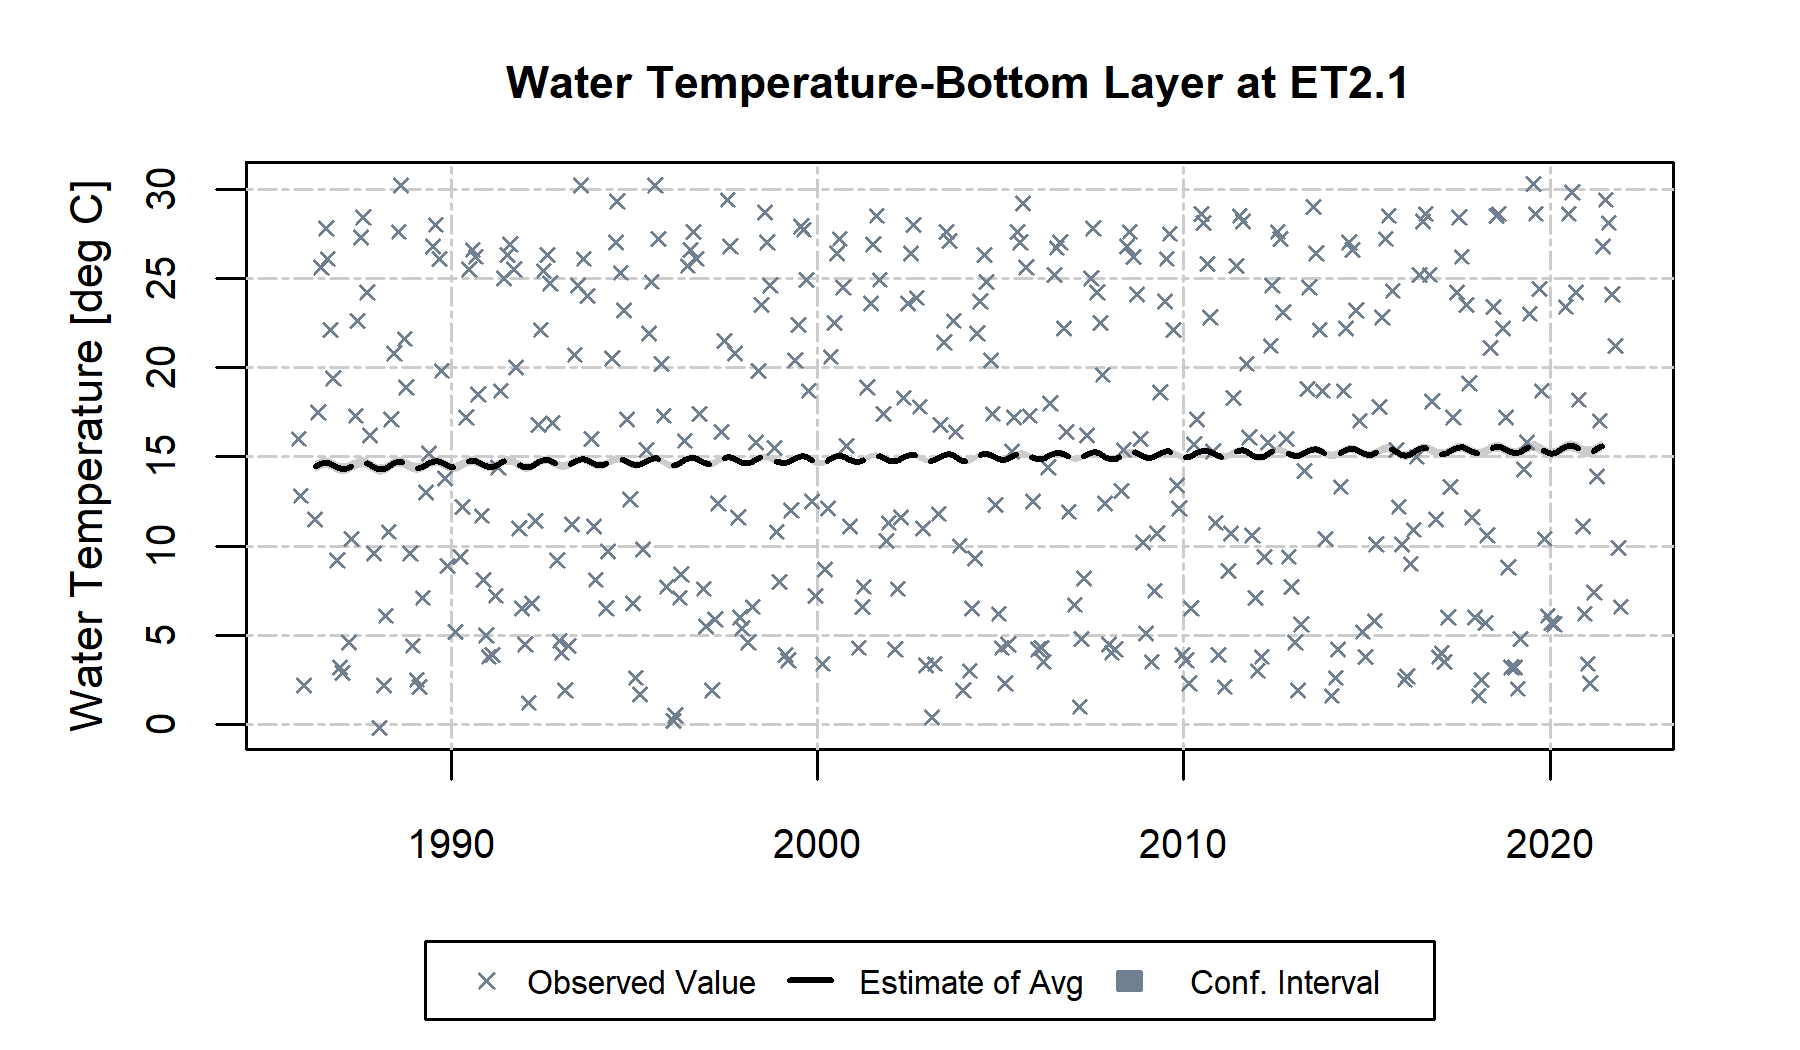 Water Temperature-Bottom Layer at ET2.1
Water Temperature [deg C]
30
25
20
15
10
5
0
1990 2000 2010 2020
Observed Value Estimate of Avg Conf. Interval